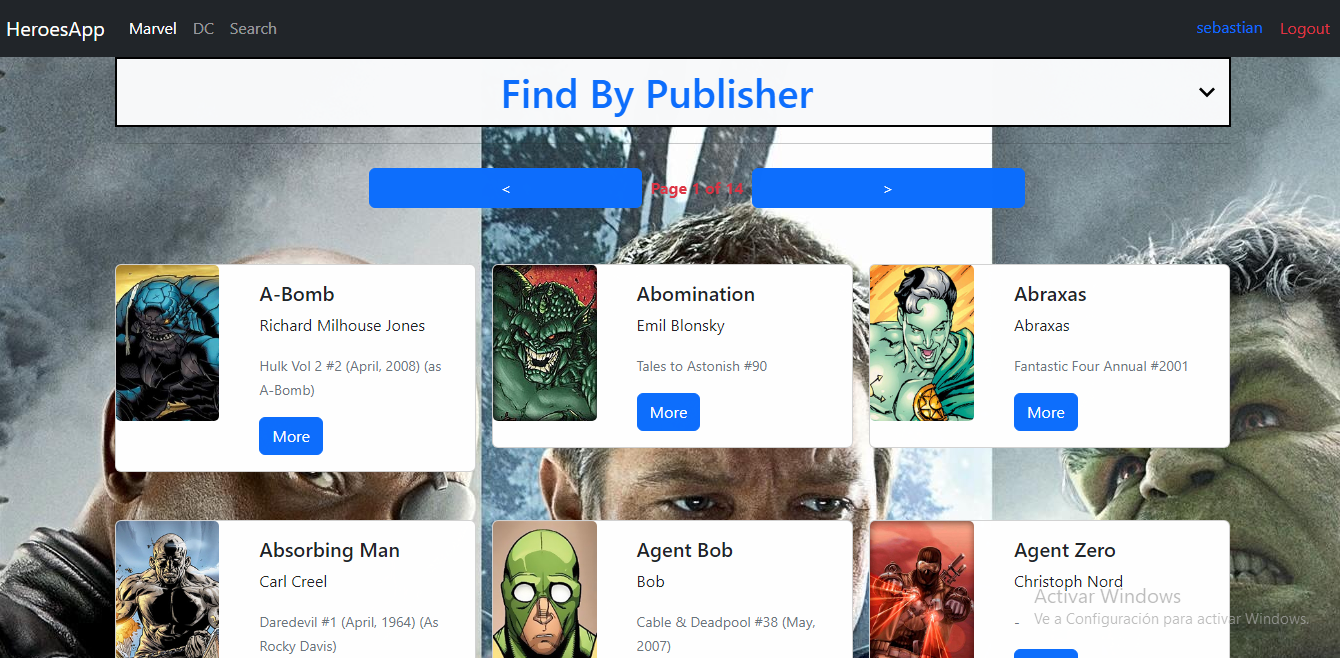 HeroesApp Marvel DC Search sebastian Logout
Find By Publisher
< Page 1 of 14 >
A-Bomb
Richard Milhouse Jones
Hulk Vol 2 #2 (April, 2008) (as
A-Bomb)
More
Abomination
Emil Blonsky
Tales to Astonish #90
More
Abraxas
Abraxas
Fantastic Four Annual #2001
More
Absorbing Man
Carl Creel
Daredevil #1 (April, 1964) (As
Rocky Davis)
Agent Bob
Bob
Cable & Deadpool #38 (May,
2007)
Agent Zero
Christoph Nord
-
Activar Windows
Ve a Configuración para activar Windows.